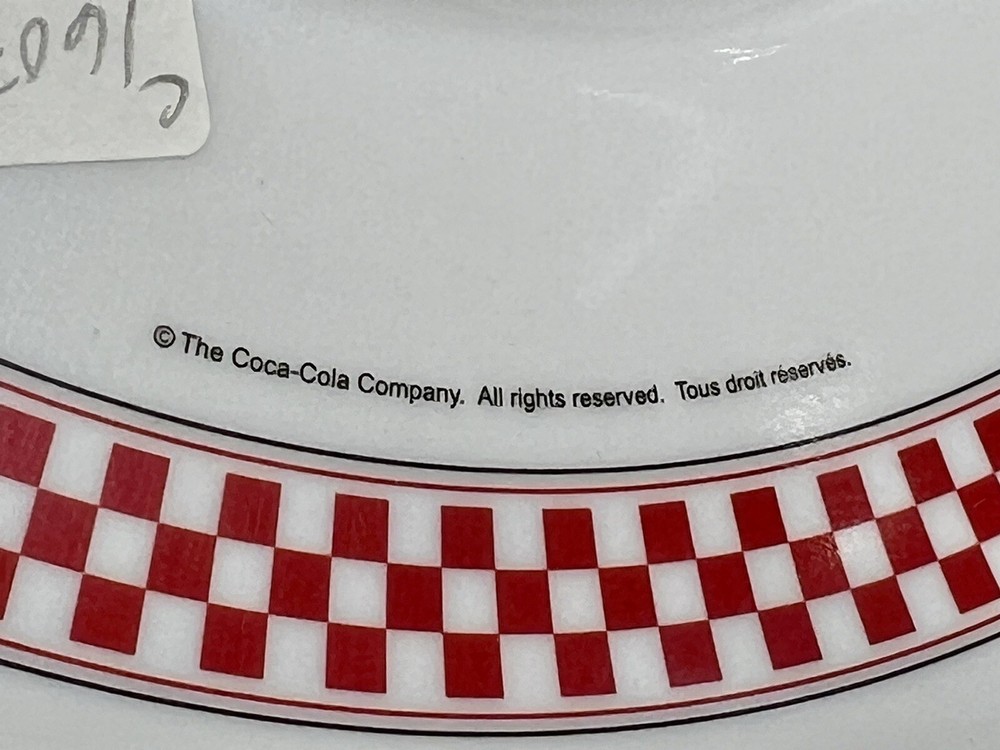 © The Coca-Cola Company. All rights reserved. Tous droit réservés.